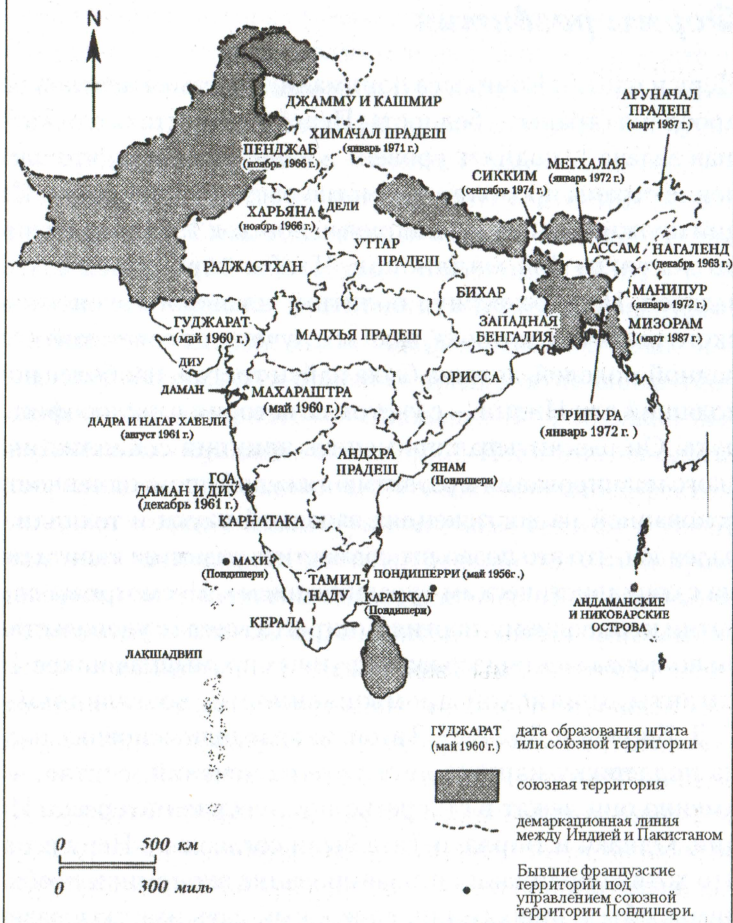 N
ДЖАММУ И КАШМИР
ХИМАЧАЛ ПРАДЕШ
(январь 1971 г.)
ПЕНДЖАБ
(ноябрь 1966 г.)
ХАРЬЯНА
(ноябрь 1966 г.)
ДЕЛИ
АРУНАЧАЛ
ПРАДЕШ
(март 1987 г.)
МЕГХАЛАЯ
(январь 1972 г.)
СИККИМ
(сентябрь 1974 г.)
АССАМ
НАГАЛЕНД
(декабрь 1963 г.)
МАНИПУР
(январь 1972 г.)
МИЗОРАМ
(март 1987 г.)
РАДЖАСТХАН
УТТАР
ПРАДЕШ
БИХАР
ЗАПАДНАЯ
БЕНГАЛИЯ
ГУДЖАРАТ
(май 1960 г.)
МАДХЬЯ ПРАДЕШ
ДИУ
ДАМАН
МАХАРАШТРА
(май 1960 г.)
ОРИССА
ТРИПУРА
январь 1972 г.)
ДАДРА И НАГАР ХАВЕЛИ
(август 1961 г.)
АНДХРА
ПРАДЕШ
ЯНАМ
(Пондишери)
ГОА,
ДАМАН И ДИУ
(декабрь 1961 г.)
КАРНАТАКА
МАХИ
(Пондишери)
ПОНДИШЕРРИ (май 1956г.)
ТАМИЛ-
НАДУ
КАРАЙКАЛ
(Пондишери)
КЕРАЛА
АНДАМАНСКИЕ
И НИКОБАРСКИЕ
ОСТРОВА
ЛАКШАДВИП
ГУДЖАРАТ
(май 1960 г.)
дата образования штата
или союзной территории
союзная территория
демаркационная линия
между Индией и Пакистаном
Бывшие французские
территории под
управлением союзной
территории Пондишери.
0 500 км
0 300 миль